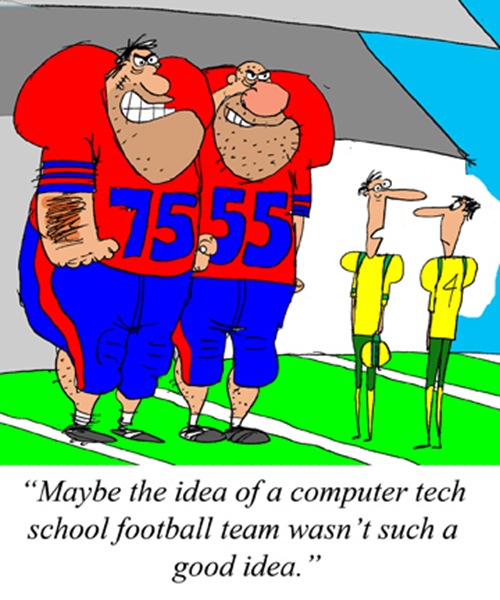 75 55
4
“Maybe the idea of a computer tech
school football team wasn’t such a
good idea.”